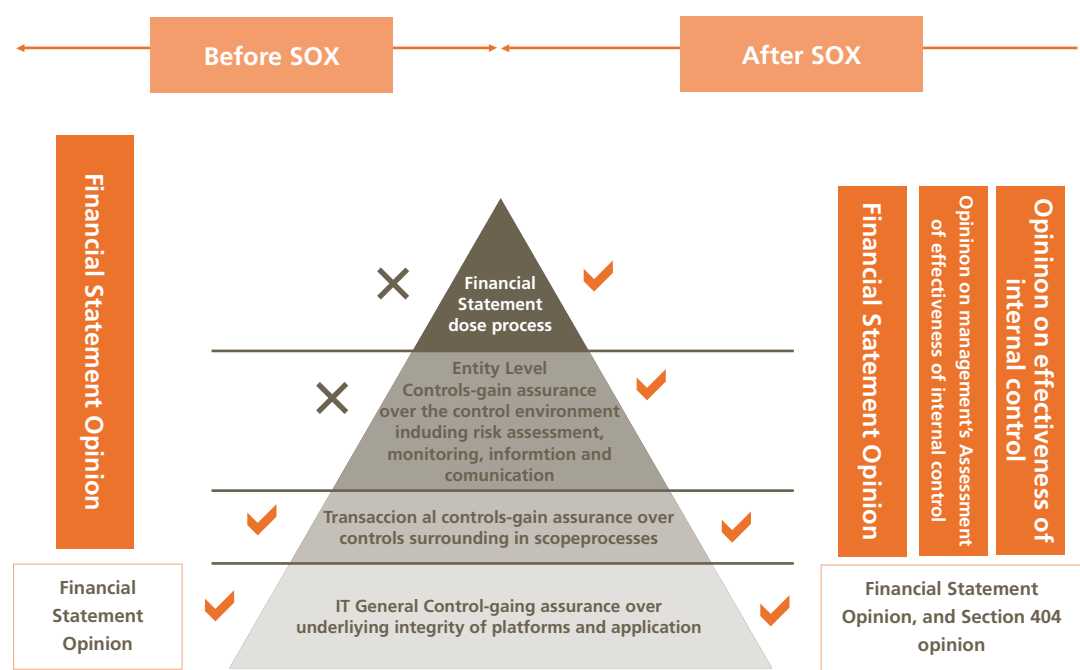 Before SOX
After SOX
Financial Statement Opinion
Financial
Statement
dose process
Entity Level
Controls-gain assurance
over the control environment
inluding risk assessment,
monitoring, informtion and
comunication
Transaccion al controls-gain assurance over
controls surrounding in scopeprocesses
IT General Control-gaing assurance over
underliying integrity of platforms and application
Financial Statement Opinion
Opininon on management's Assessment
of effectiveness of internal control
Opininon on effectiveness of
internal control
Financial
Statement
Opinion
Financial Statement
Opinion, and Section 404
opinion